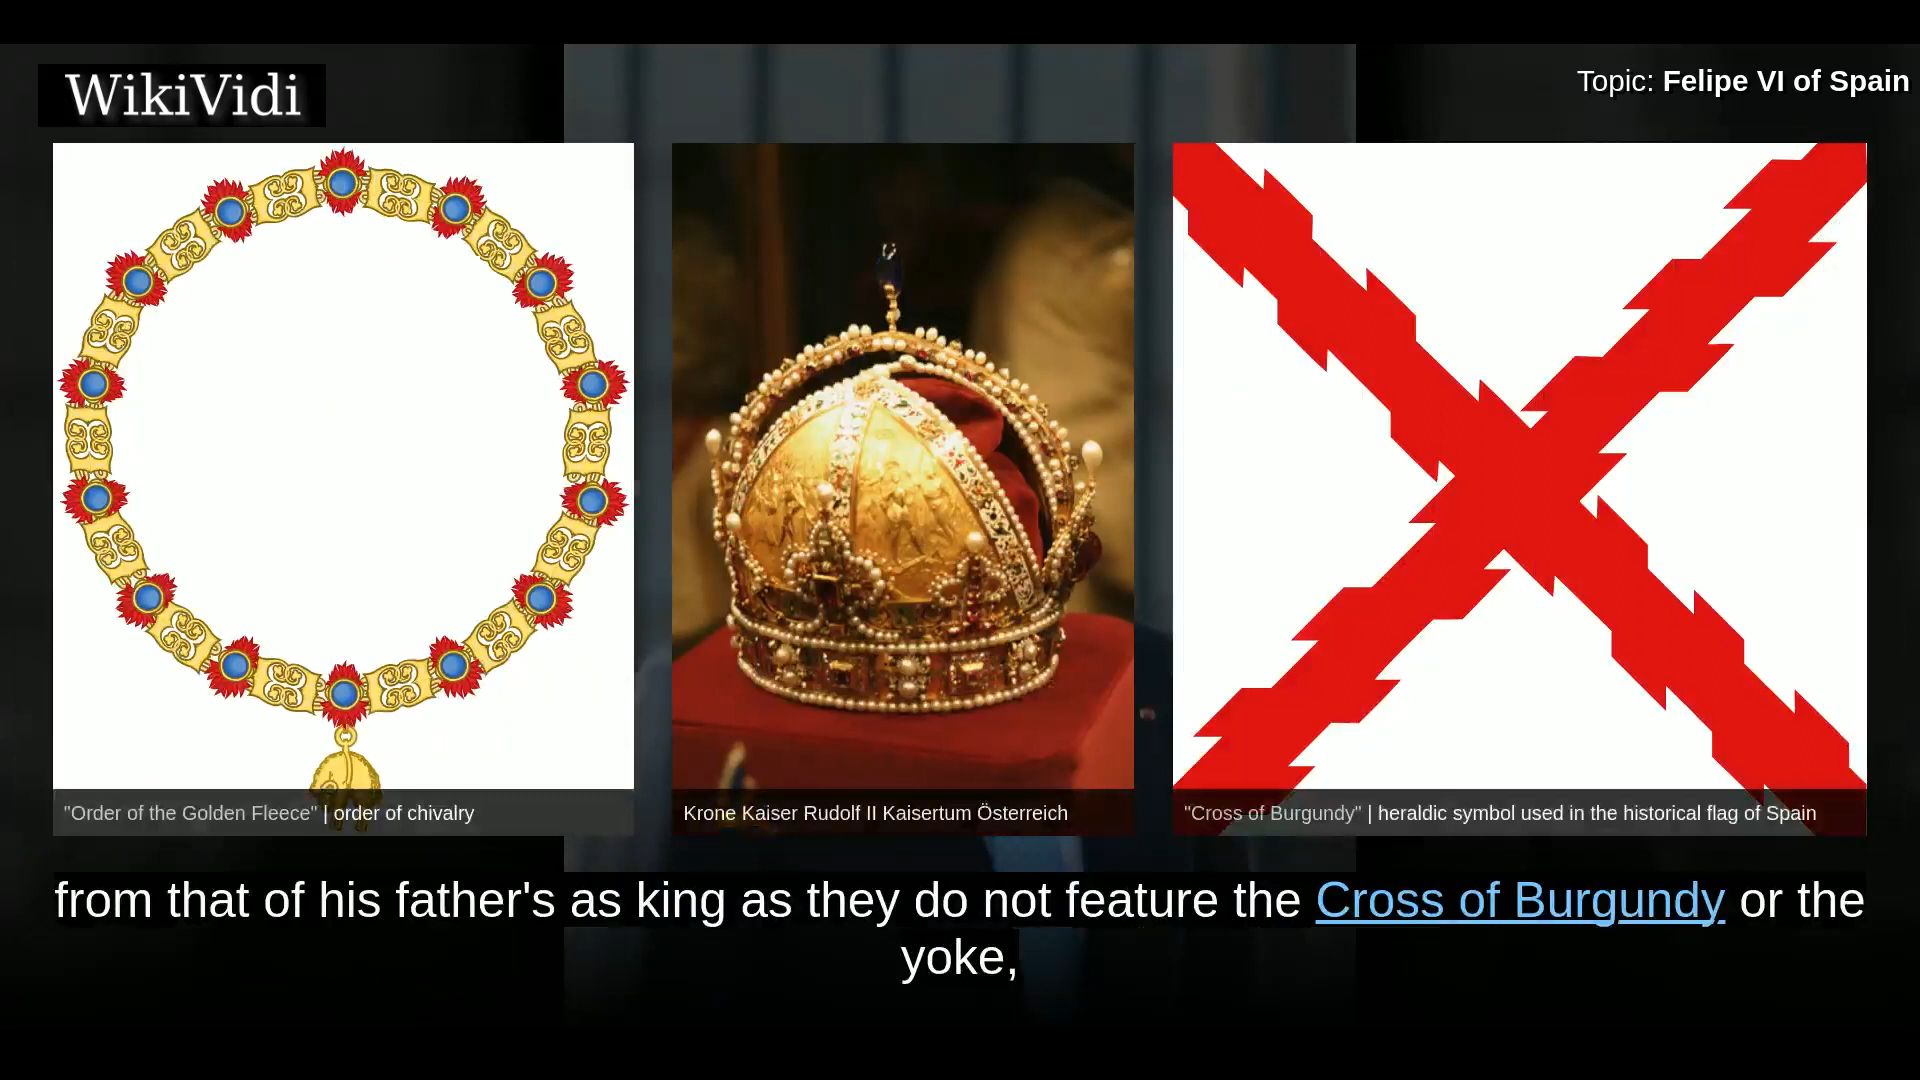 WikiVidi
Topic: Felipe VI of Spain
"Order of the Golden Fleece" | order of chivalry
Krone Kaiser Rudolf II Kaisertum Österreich
"Cross of Burgundy" | heraldic symbol used in the historical flag of Spain
from that of his father's as king as they do not feature the Cross of Burgundy or the
yoke,